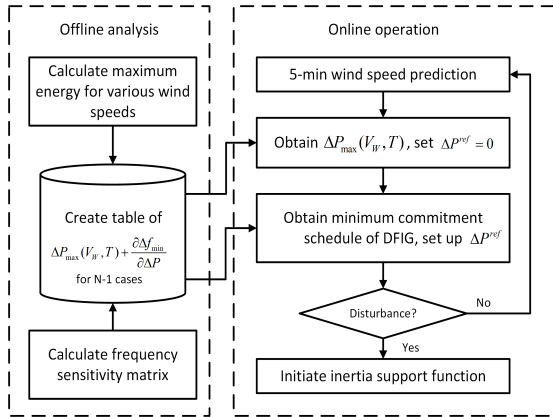 Offline analysis
Calculate maximum
energy for various wind
speeds
Create table of
ΔP_max(V_W,T)+∂Δf_min/∂ΔP
for N-1 cases
Calculate frequency
sensitivity matrix
Online operation
5-min wind speed prediction
Obtain ΔP_max(V_W,T), set ΔP^ref = 0
Obtain minimum commitment
schedule of DFIG, set up ΔP^ref
Disturbance?
No
Yes
Initiate inertia support function